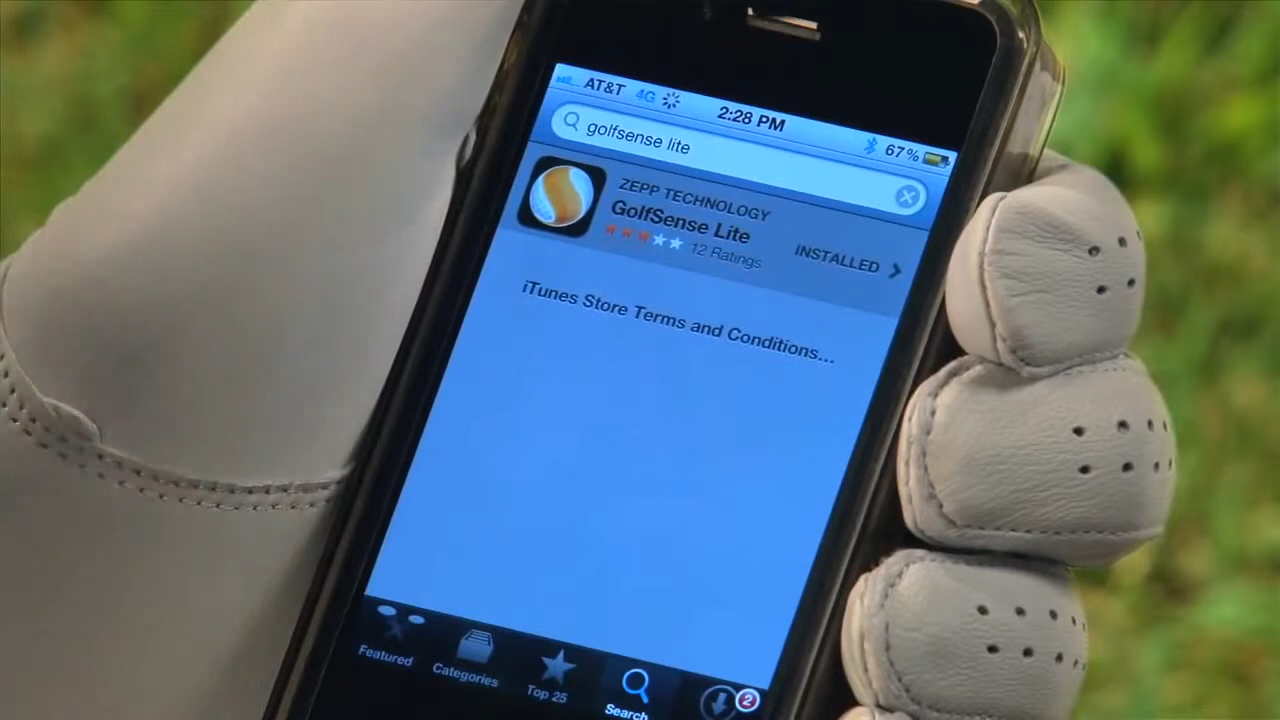 AT&T 4G 2:28 PM 67%
golfsense lite
ZEPP TECHNOLOGY
GolfSense Lite
12 Ratings
INSTALLED
iTunes Store Terms and Conditions...
Featured
Categories
Top 25
Search
2